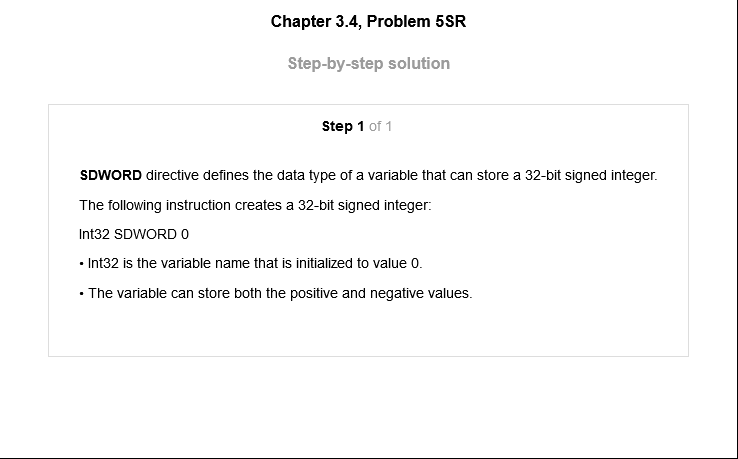 Chapter 3.4, Problem 5SR
Step-by-step solution
Step 1 of 1
SDWORD directive defines the data type of a variable that can store a 32-bit signed integer.
The following instruction creates a 32-bit signed integer:
Int32 SDWORD 0
• Int32 is the variable name that is initialized to value 0.
• The variable can store both the positive and negative values.